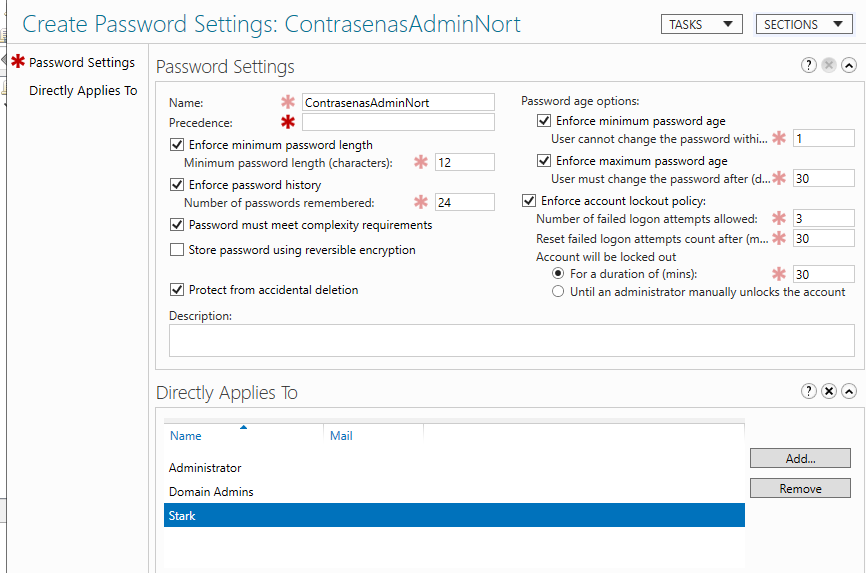 Create Password Settings: ContrasenasAdminNort
TASKS
SECTIONS
Password Settings
Directly Applies To
Password Settings
Name:
ContrasenasAdminNort
Precedence:
Enforce minimum password length
Minimum password length (characters):
12
Enforce password history
Number of passwords remembered:
24
Password must meet complexity requirements
Store password using reversible encryption
Protect from accidental deletion
Password age options:
Enforce minimum password age
User cannot change the password withi...
1
Enforce maximum password age
User must change the password after (d...
30
Enforce account lockout policy:
Number of failed logon attempts allowed:
3
Reset failed logon attempts count after (m...
30
Account will be locked out
For a duration of (mins):
30
Until an administrator manually unlocks the account
Description:
Directly Applies To
Name
Mail
Administrator
Domain Admins
Stark
Add...
Remove